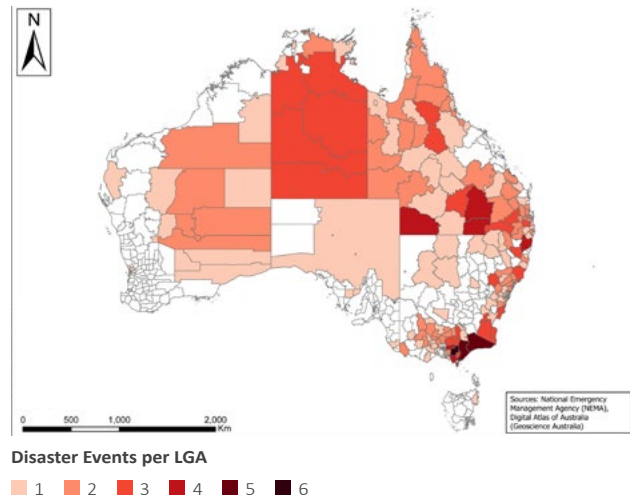 N
Sources: National Emergency
Management Agency (NEMA),
Digital Atlas of Australia
(Geoscience Australia)
0 500 1,000 2,000
Km
Disaster Events per LGA
1 2 3 4 5 6